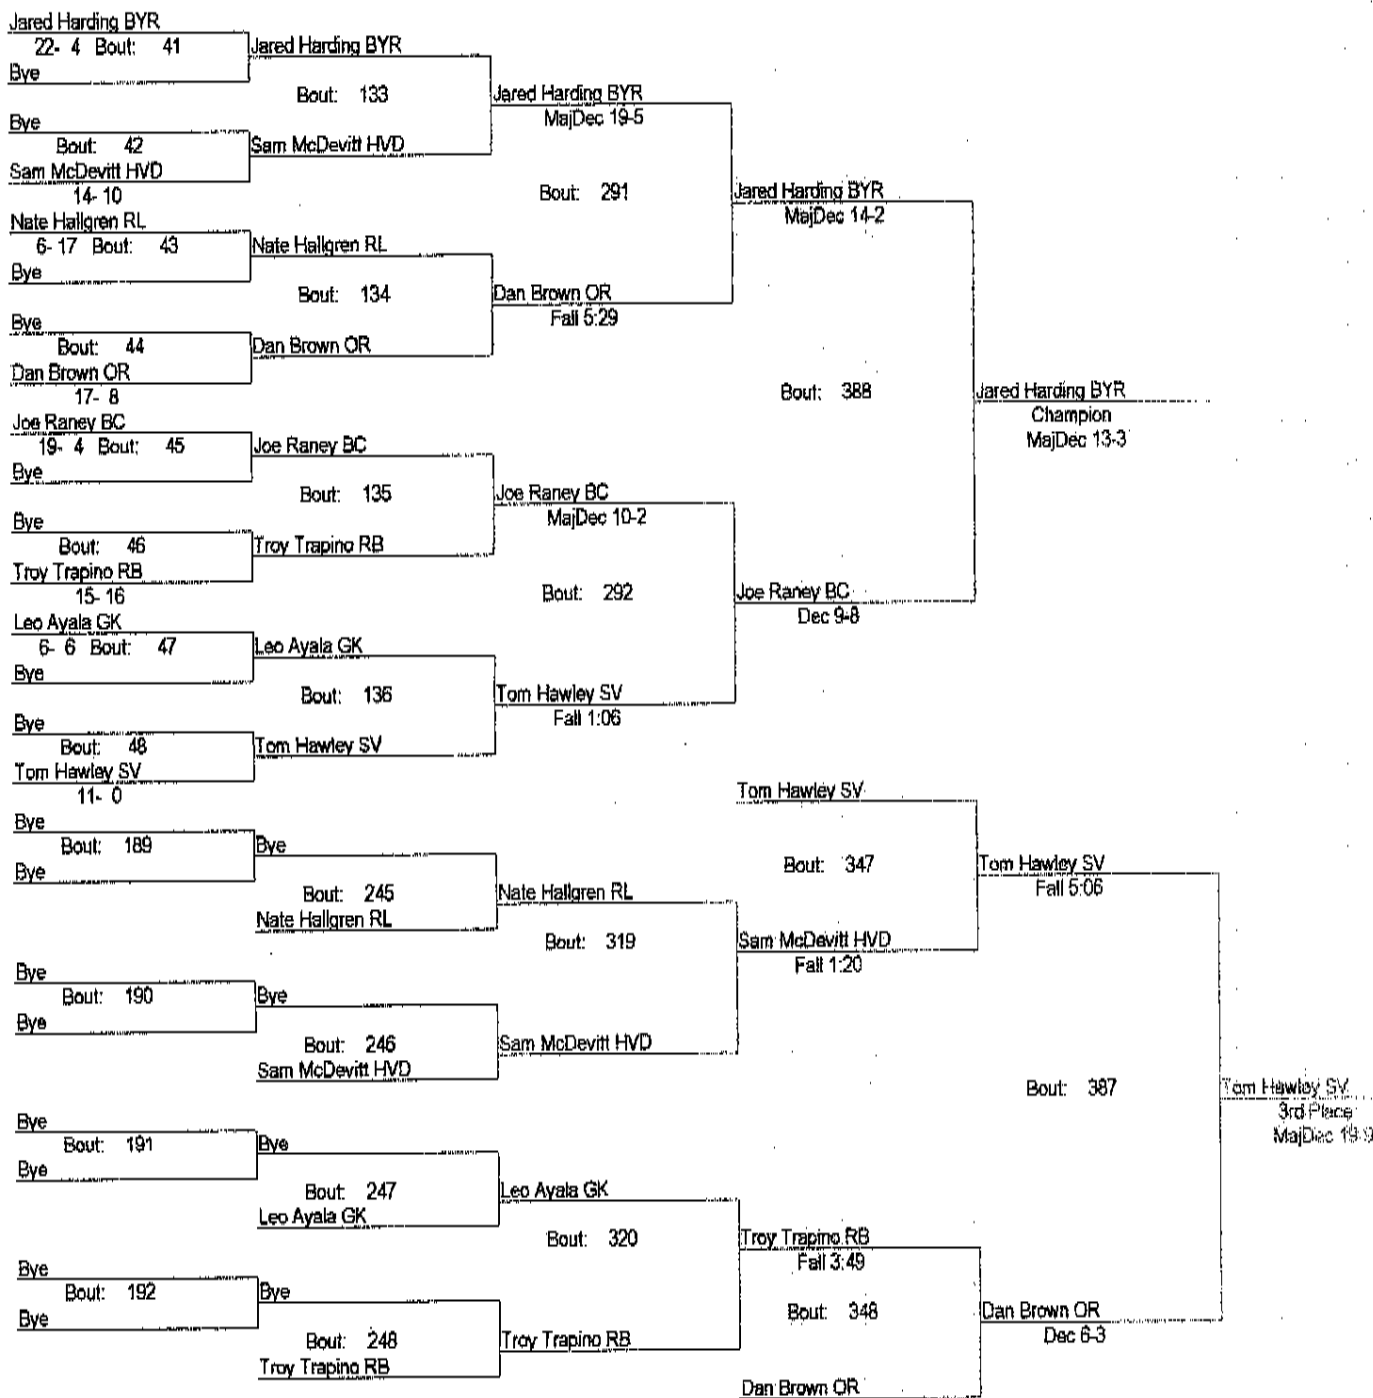 Jared Harding BYR
22- 4 Bout: 41
Jared Harding BYR
Bye
Bout: 133
Jared Harding BYR
MajDec 19-5
Bye
Bout: 42
Sam McDevitt HVD
Sam McDevitt HVD
14- 10
Bout: 291
Jared Harding BYR
MajDec 14-2
Nate Hallgren RL
6- 17 Bout: 43
Nate Hallgren RL
Bye
Bout: 134
Dan Brown OR
Fall 5:29
Bye
Bout: 44
Dan Brown OR
Dan Brown OR
17- 8
Bout: 388
Jared Harding BYR
Champion
MajDec 13-3
Joe Raney BC
19- 4 Bout: 45
Joe Raney BC
Bye
Bout: 135
Joe Raney BC
MajDec 10-2
Bye
Bout: 46
Troy Trapino RB
Troy Trapino RB
15- 16
Bout: 292
Joe Raney BC
Dec 9-8
Leo Ayala GK
6- 6 Bout: 47
Leo Ayala GK
Bye
Bout: 136
Tom Hawley SV
Fall 1:06
Bye
Bout: 48
Tom Hawley SV
Tom Hawley SV
11- 0
Tom Hawley SV
Bye
Bout: 189
Bye
Bye
Bout: 347
Tom Hawley SV
Fall 5:06
Bout: 245
Nate Hallgren RL
Nate Hallgren RL
Bout: 319
Sam McDevitt HVD
Fall 1:20
Bye
Bout: 190
Bye
Bye
Bout: 246
Sam McDevitt HVD
Sam McDevitt HVD
Bout: 387
Tom Hawley SV
3rd Place
MajDec 19-9
Bye
Bout: 191
Bye
Bye
Bout: 247
Leo Ayala GK
Leo Ayala GK
Bout: 320
Troy Trapino RB
Fall 3:49
Bye
Bout: 192
Bye
Bye
Bout: 348
Dan Brown OR
Dec 6-3
Bout: 248
Troy Trapino RB
Troy Trapino RB
Dan Brown OR